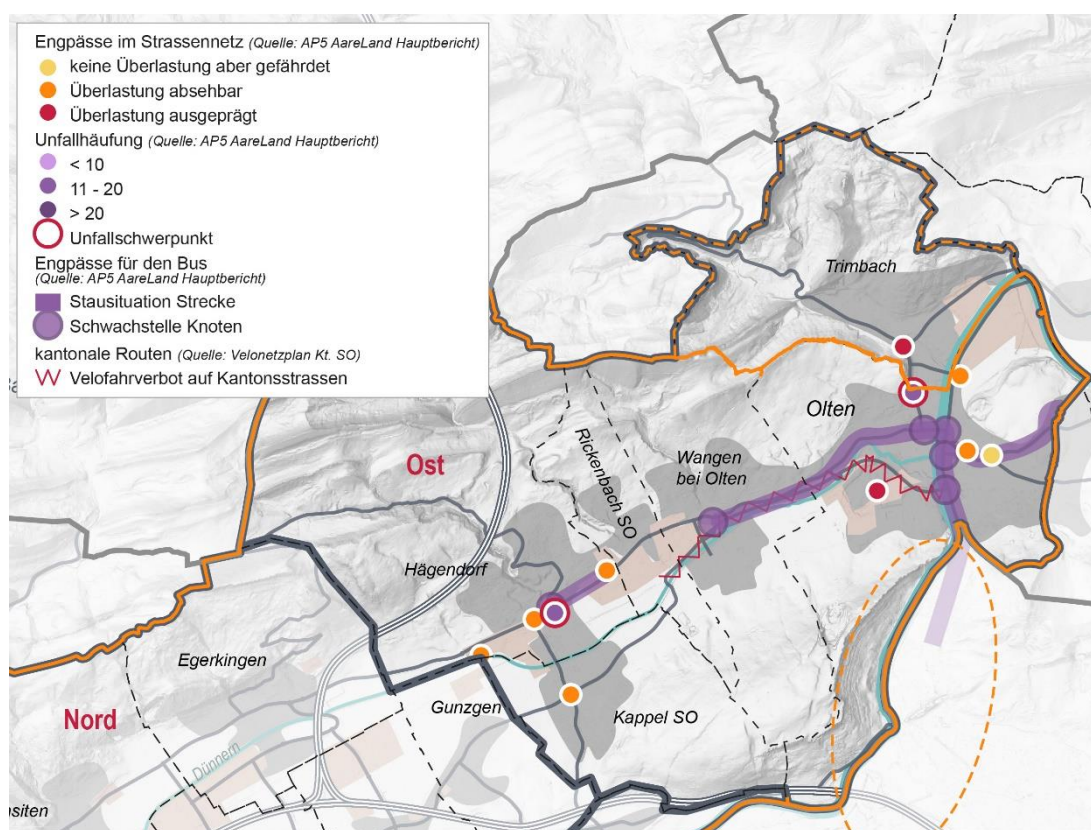 Engpässe im Strassennetz (Quelle: AP5 AareLand Hauptbericht)
keine Überlastung aber gefährdet
Überlastung absehbar
Überlastung ausgeprägt
Unfallhäufung (Quelle: AP5 AareLand Hauptbericht)
< 10
11 - 20
> 20
Unfallschwerpunkt
Engpässe für den Bus
(Quelle: AP5 AareLand Hauptbericht)
Stausituation Strecke
Schwachstelle Knoten
kantonale Routen (Quelle: Velonetzplan Kt. SO)
Velofahrverbot auf Kantonsstrassen
Trimbach
Olten
Ost
Rickenbach SO
Wangen
bei Olten
Hägendorf
Egerkingen
Gunzgen
Kappel SO
Nord
Dünnern